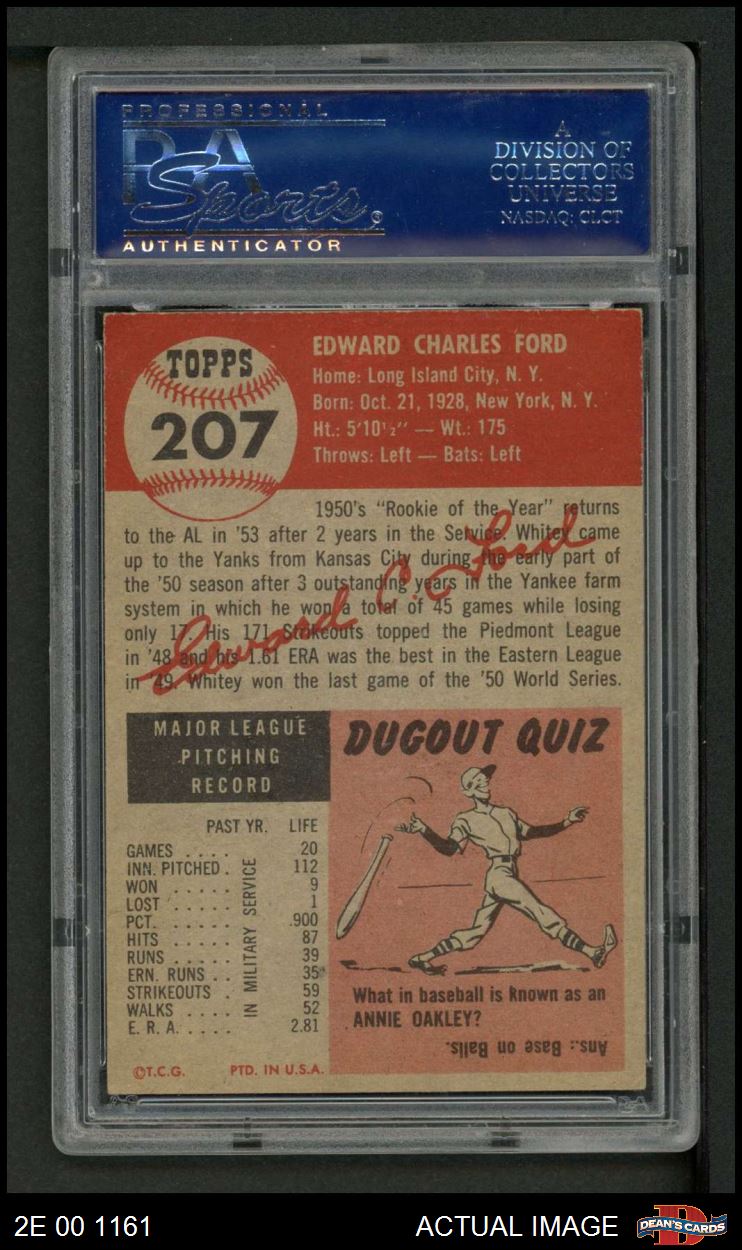 PROFESSIONAL
PSA
Sports
AUTHENTICATOR
A
DIVISION OF
COLLECTORS
UNIVERSE
NASDAQ: CLCT
TOPPS
207
EDWARD CHARLES FORD
Home: Long Island City, N. Y.
Born: Oct. 21, 1928, New York, N. Y.
Ht.: 5'10½" — Wt.: 175
Throws: Left — Bats: Left
1950's "Rookie of the Year" returns
to the AL in '53 after 2 years in the Service. Whitey came
up to the Yanks from Kansas City during the early part of
the '50 season after 3 outstanding years in the Yankee farm
system in which he won a total of 45 games while losing
only 17. His 171 Strikeouts topped the Piedmont League
in '48 and his 1.61 ERA was the best in the Eastern League
in '49. Whitey won the last game of the '50 World Series.
Edward C. Ford
MAJOR LEAGUE
PITCHING
RECORD
PAST YR. LIFE
GAMES . . . . 20
INN. PITCHED . 112
WON . . . . . 9
LOST . . . . . 1
PCT. . . . . . .900
HITS . . . . . 87
RUNS . . . . . 39
ERN. RUNS . . 35
STRIKEOUTS . 59
WALKS . . . . 52
E. R. A. . . . . 2.81
IN MILITARY SERVICE
DUGOUT QUIZ
What in baseball is known as an
ANNIE OAKLEY?
Ans.: Base on Balls.
©T.C.G. PTD. IN U.S.A.
2E 00 1161
ACTUAL IMAGE
D
DEAN'S CARDS